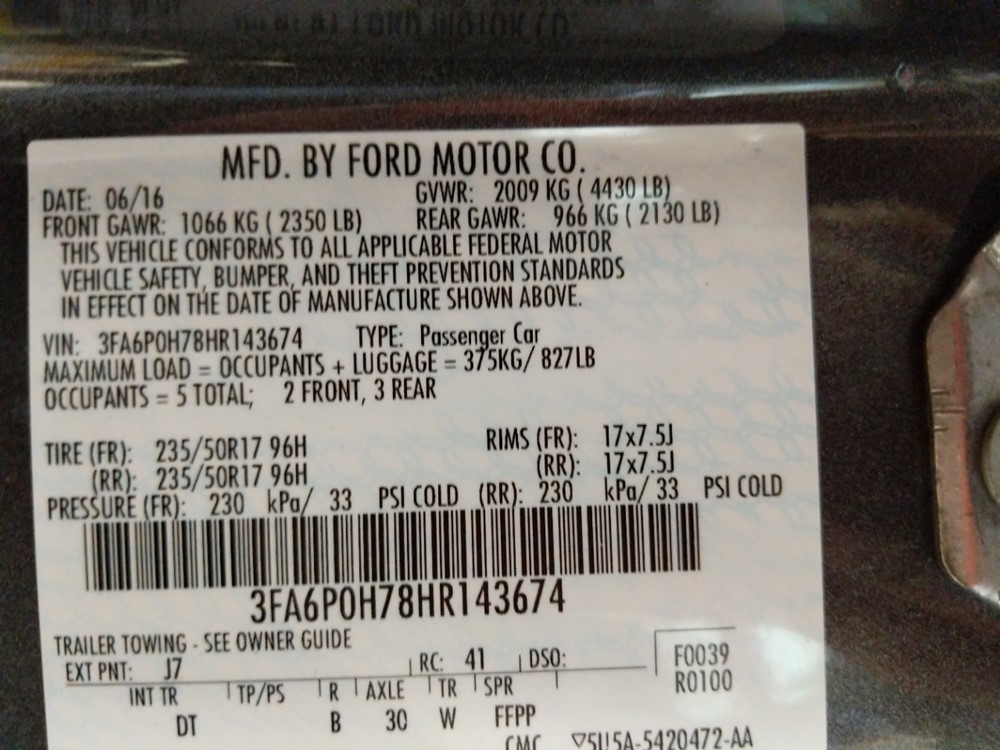 MFD. BY FORD MOTOR CO.
DATE: 06/16 GVWR: 2009 KG ( 4430 LB)
FRONT GAWR: 1066 KG ( 2350 LB) REAR GAWR: 966 KG ( 2130 LB)
THIS VEHICLE CONFORMS TO ALL APPLICABLE FEDERAL MOTOR
VEHICLE SAFETY, BUMPER, AND THEFT PREVENTION STANDARDS
IN EFFECT ON THE DATE OF MANUFACTURE SHOWN ABOVE.
VIN: 3FA6P0H78HR143674 TYPE: Passenger Car
MAXIMUM LOAD = OCCUPANTS + LUGGAGE = 375KG/ 827LB
OCCUPANTS = 5 TOTAL; 2 FRONT, 3 REAR
TIRE (FR): 235/50R17 96H RIMS (FR): 17x7.5J
(RR): 235/50R17 96H (RR): 17x7.5J
PRESSURE (FR): 230 kPa/ 33 PSI COLD (RR): 230 kPa/ 33 PSI COLD
3FA6P0H78HR143674
TRAILER TOWING - SEE OWNER GUIDE
EXT PNT: J7 RC: 41 DSO: F0039
INT TR TP/PS R AXLE TR SPR R0100
DT B 30 W FFPP
CMC ▽5U5A-5420472-AA